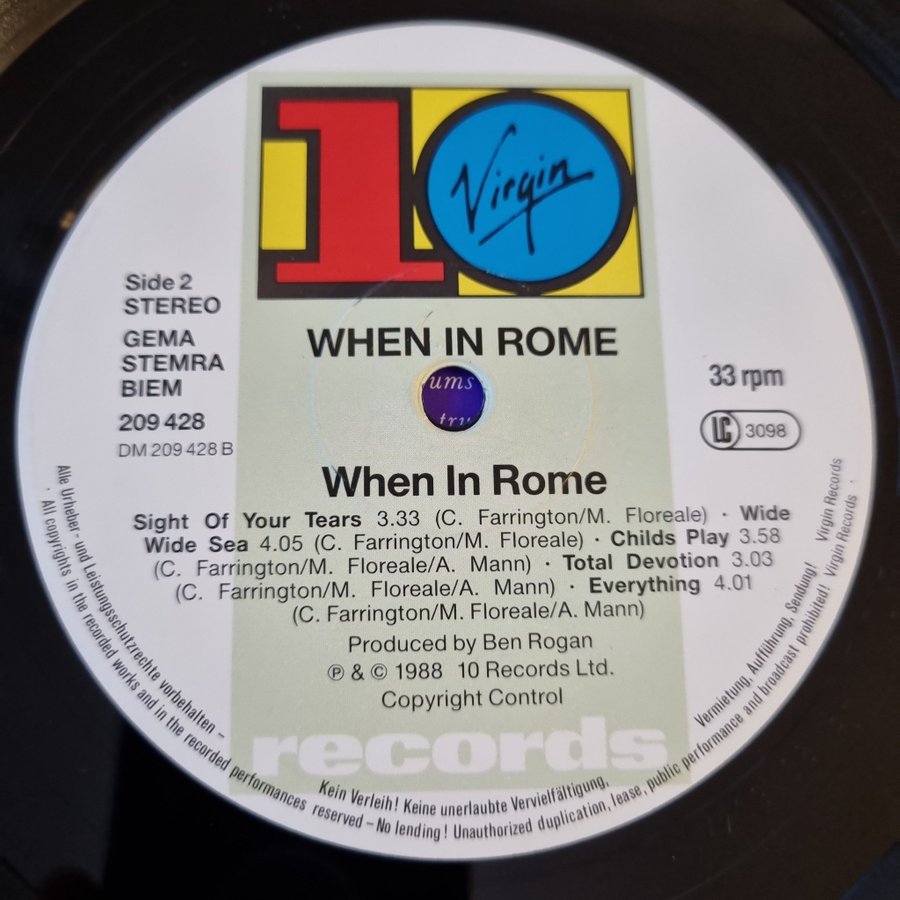 10
Virgin
Side 2
STEREO
GEMA
STEMRA
BIEM
209 428
DM 209 428 B
WHEN IN ROME
ums
33 rpm
LC 3098
When In Rome
Sight Of Your Tears 3.33 (C. Farrington/M. Floreale) · Wide
Wide Sea 4.05 (C. Farrington/M. Floreale) · Childs Play 3.58
(C. Farrington/M. Floreale/A. Mann) · Total Devotion 3.03
(C. Farrington/M. Floreale/A. Mann) · Everything 4.01
(C. Farrington/M. Floreale/A. Mann)
Produced by Ben Rogan
℗ & © 1988 10 Records Ltd.
Copyright Control
records
Alle Urheber- und Leistungsschutzrechte vorbehalten – Kein Verleih! Keine unerlaubte Vervielfältigung, Vermietung, Aufführung, Sendung! Virgin Records
· All copyrights in the recorded works and in the recorded performances reserved – No lending! Unauthorized duplication, lease, public performance and broadcast prohibited! Virgin Records ·